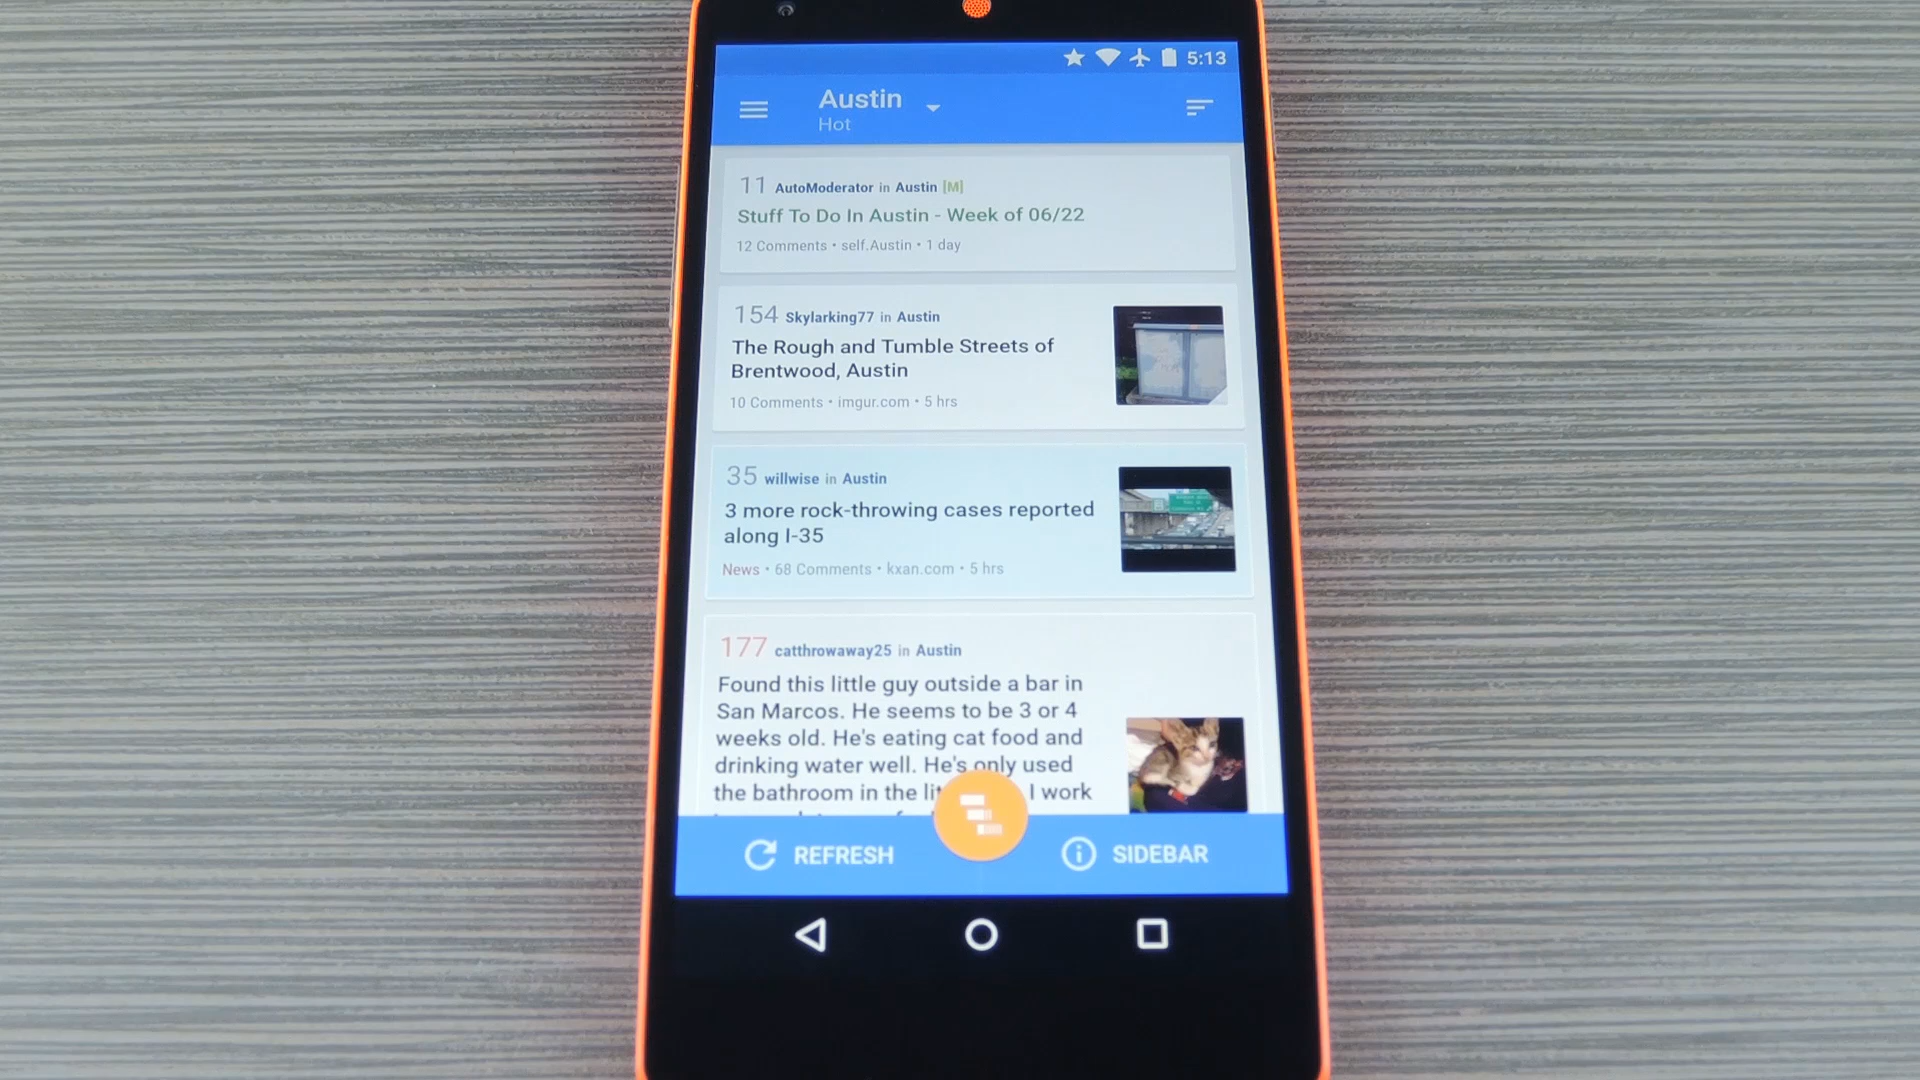 5:13
Austin
Hot
11 AutoModerator in Austin [M]
Stuff To Do In Austin - Week of 06/22
12 Comments • self.Austin • 1 day
154 Skylarking77 in Austin
The Rough and Tumble Streets of
Brentwood, Austin
10 Comments • imgur.com • 5 hrs
35 willwise in Austin
3 more rock-throwing cases reported
along I-35
News • 68 Comments • kxan.com • 5 hrs
177 catthrowaway25 in Austin
Found this little guy outside a bar in
San Marcos. He seems to be 3 or 4
weeks old. He's eating cat food and
drinking water well. He's only used
the bathroom in the I work
REFRESH
SIDEBAR